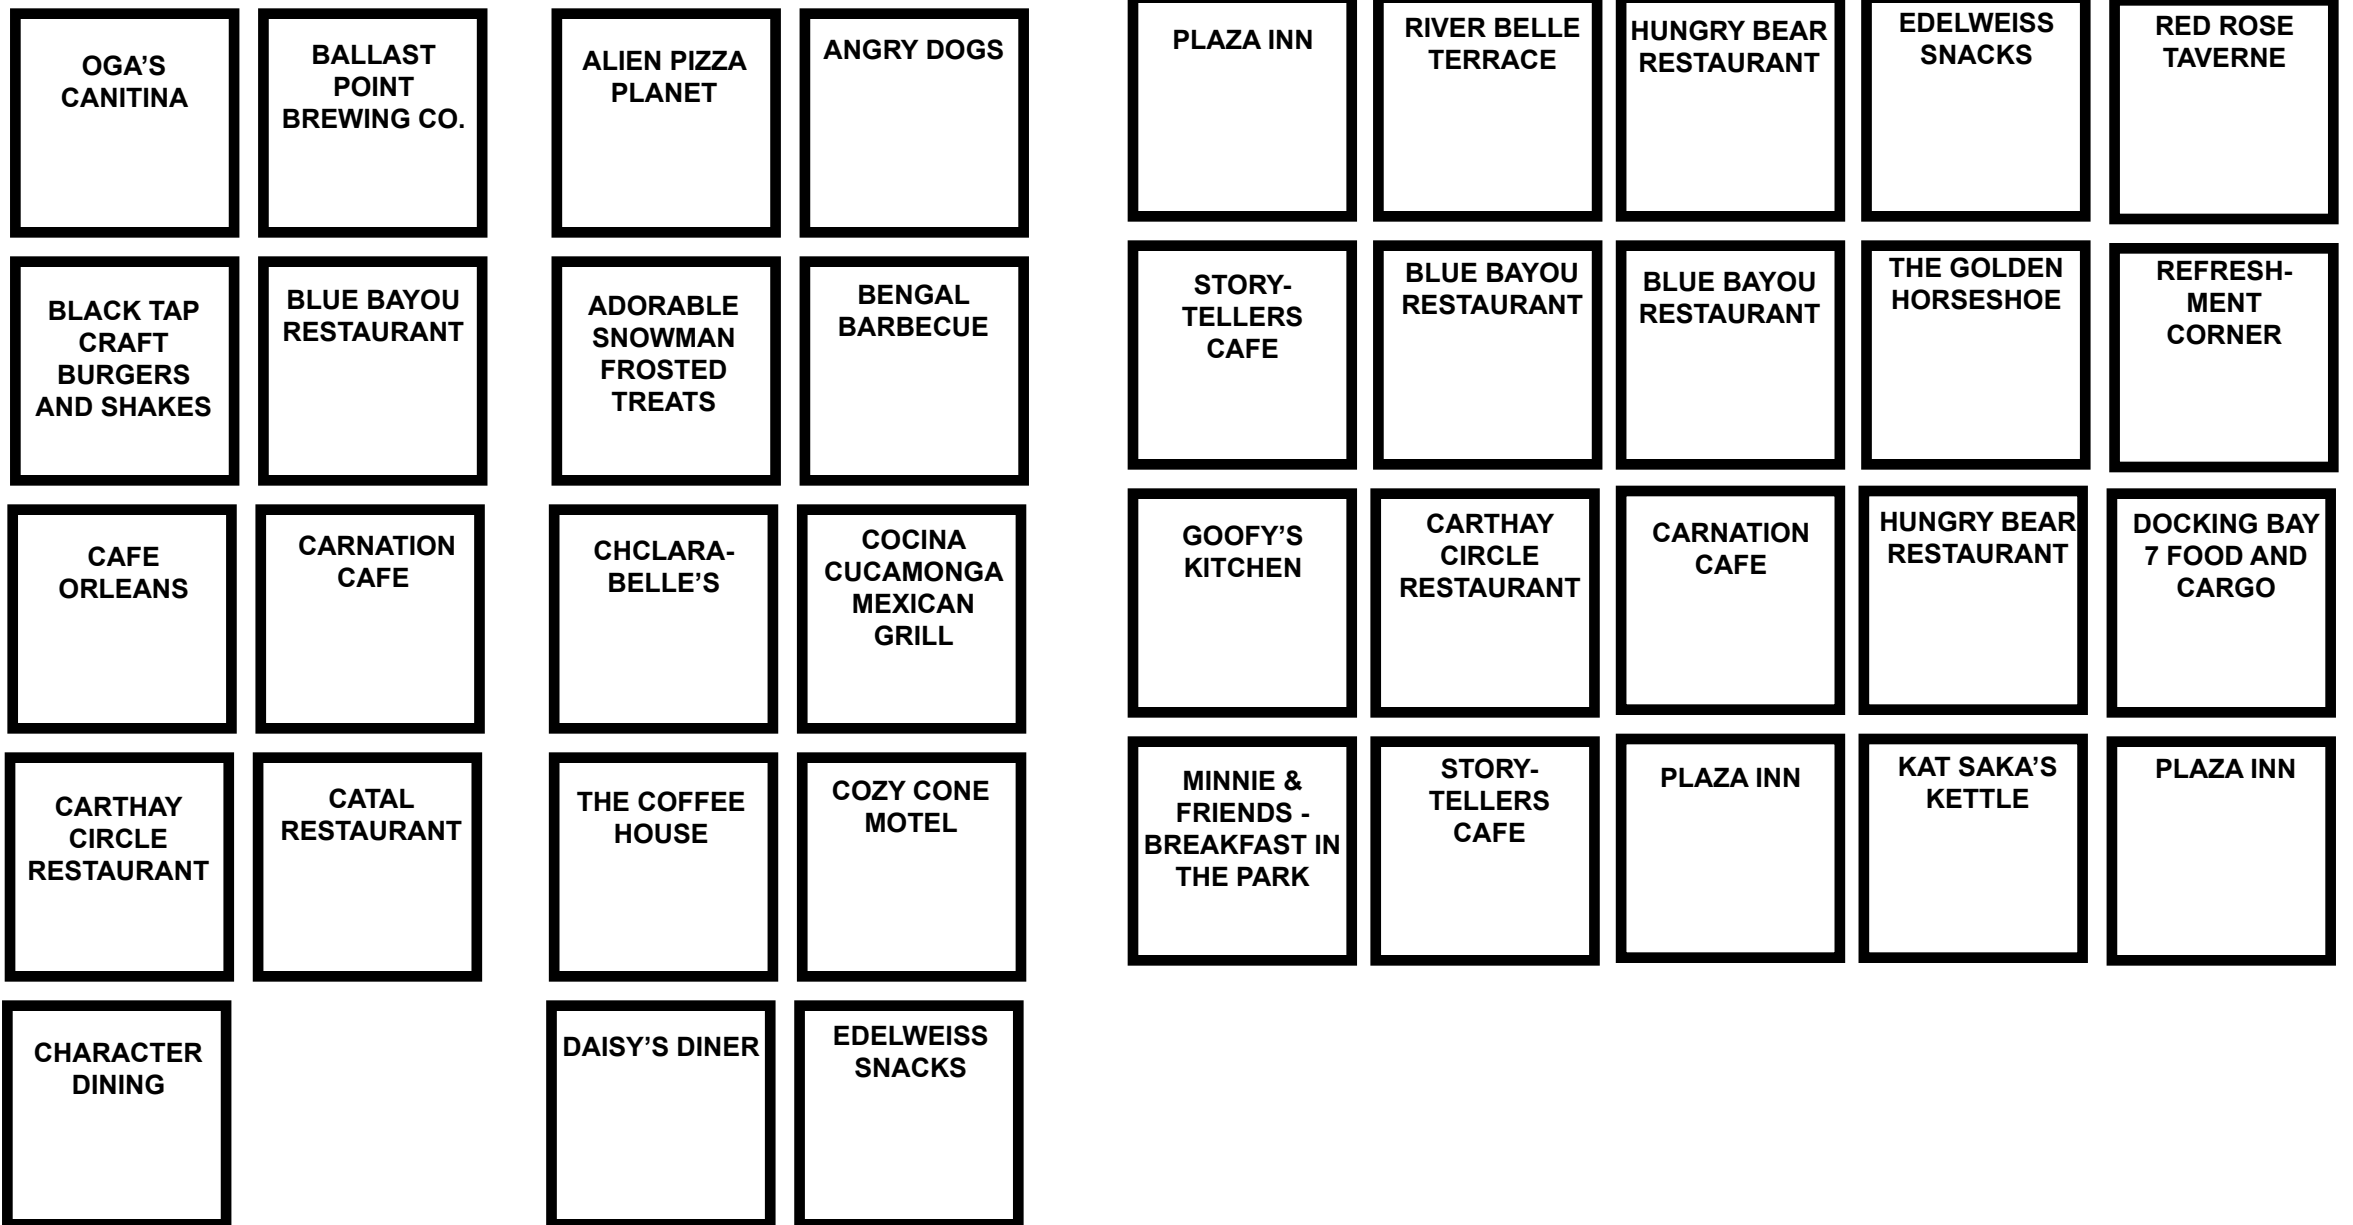 OGA'S
CANITINA
BALLAST
POINT
BREWING CO.
ALIEN PIZZA
PLANET
ANGRY DOGS
PLAZA INN
RIVER BELLE
TERRACE
HUNGRY BEAR
RESTAURANT
EDELWEISS
SNACKS
RED ROSE
TAVERNE
BLACK TAP
CRAFT
BURGERS
AND SHAKES
BLUE BAYOU
RESTAURANT
ADORABLE
SNOWMAN
FROSTED
TREATS
BENGAL
BARBECUE
STORY-
TELLERS
CAFE
BLUE BAYOU
RESTAURANT
BLUE BAYOU
RESTAURANT
THE GOLDEN
HORSESHOE
REFRESH-
MENT
CORNER
CAFE
ORLEANS
CARNATION
CAFE
CHCLARA-
BELLE'S
COCINA
CUCAMONGA
MEXICAN
GRILL
GOOFY'S
KITCHEN
CARTHAY
CIRCLE
RESTAURANT
CARNATION
CAFE
HUNGRY BEAR
RESTAURANT
DOCKING BAY
7 FOOD AND
CARGO
CARTHAY
CIRCLE
RESTAURANT
CATAL
RESTAURANT
THE COFFEE
HOUSE
COZY CONE
MOTEL
MINNIE &
FRIENDS -
BREAKFAST IN
THE PARK
STORY-
TELLERS
CAFE
PLAZA INN
KAT SAKA'S
KETTLE
PLAZA INN
CHARACTER
DINING
DAISY'S DINER
EDELWEISS
SNACKS